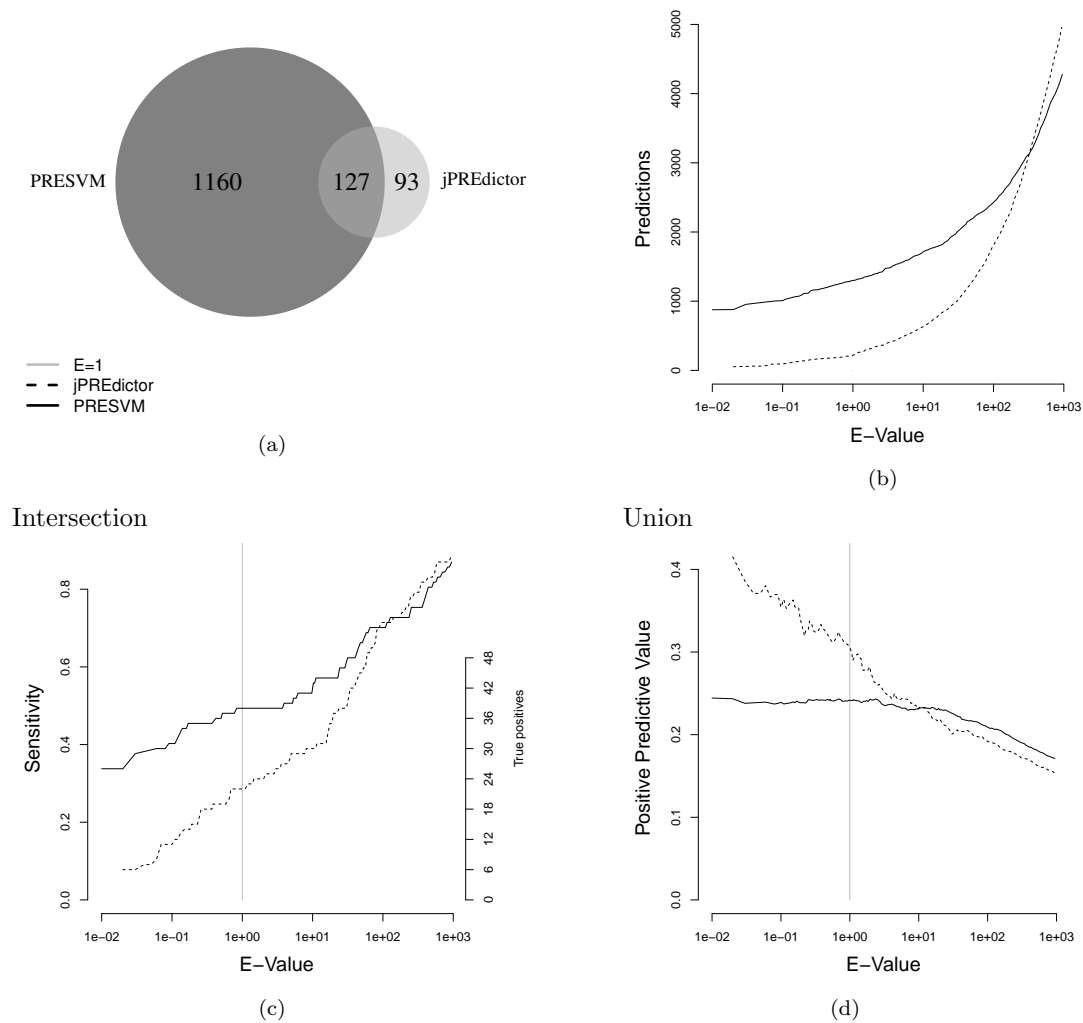 PRESVM
1160
127
93
jPREdictor
E=1
jPREdictor
PRESVM
(a)
Predictions
5000
4000
3000
2000
1000
0
1e−02 1e−01 1e+00 1e+01 1e+02 1e+03
E−Value
(b)
Intersection
Sensitivity
0.8
0.6
0.4
0.2
0.0
48
42
36
30
24
18
12
6
0
True positives
1e−02 1e−01 1e+00 1e+01 1e+02 1e+03
E−Value
(c)
Union
Positive Predictive Value
0.4
0.3
0.2
0.1
0.0
1e−02 1e−01 1e+00 1e+01 1e+02 1e+03
E−Value
(d)